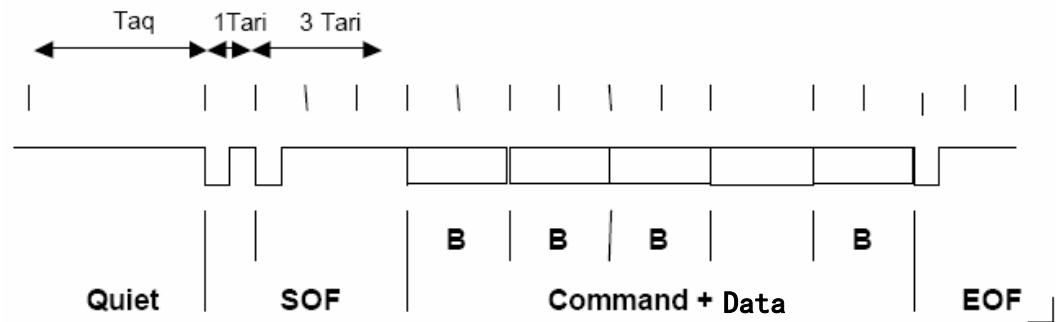 Taq 1Tari 3 Tari
B B B B
Quiet SOF Command + Data EOF